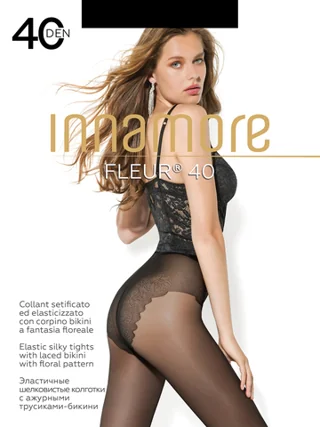 40 DEN
Innamore
FLEUR® 40
Collant setificato
ed elasticizzato
con corpino bikini
a fantasia floreale
Elastic silky tights
with laced bikini
with floral pattern
Эластичные
шелковистые колготки
с ажурными
трусиками-бикини